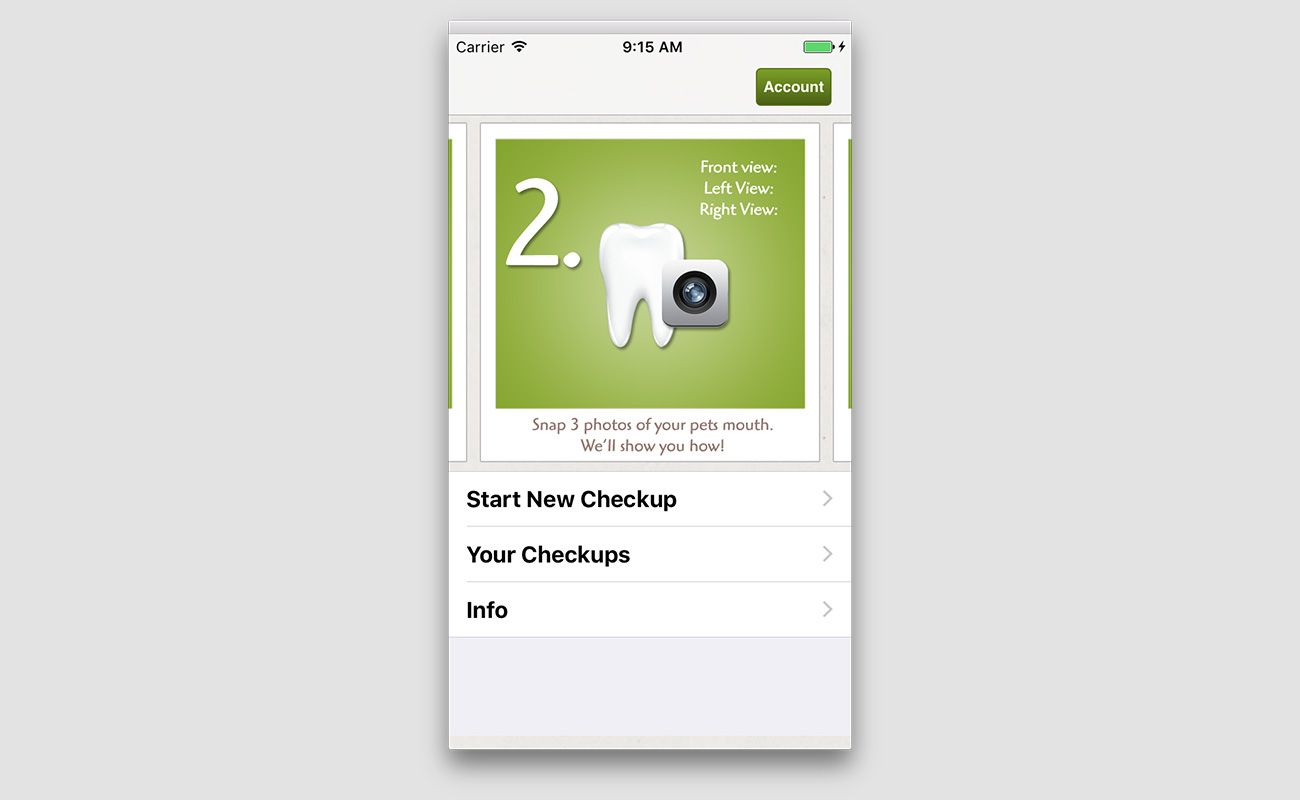 Carrier
9:15 AM
Account
2.
Front view:
Left View:
Right View:
Snap 3 photos of your pets mouth.
We'll show you how!
Start New Checkup
Your Checkups
Info